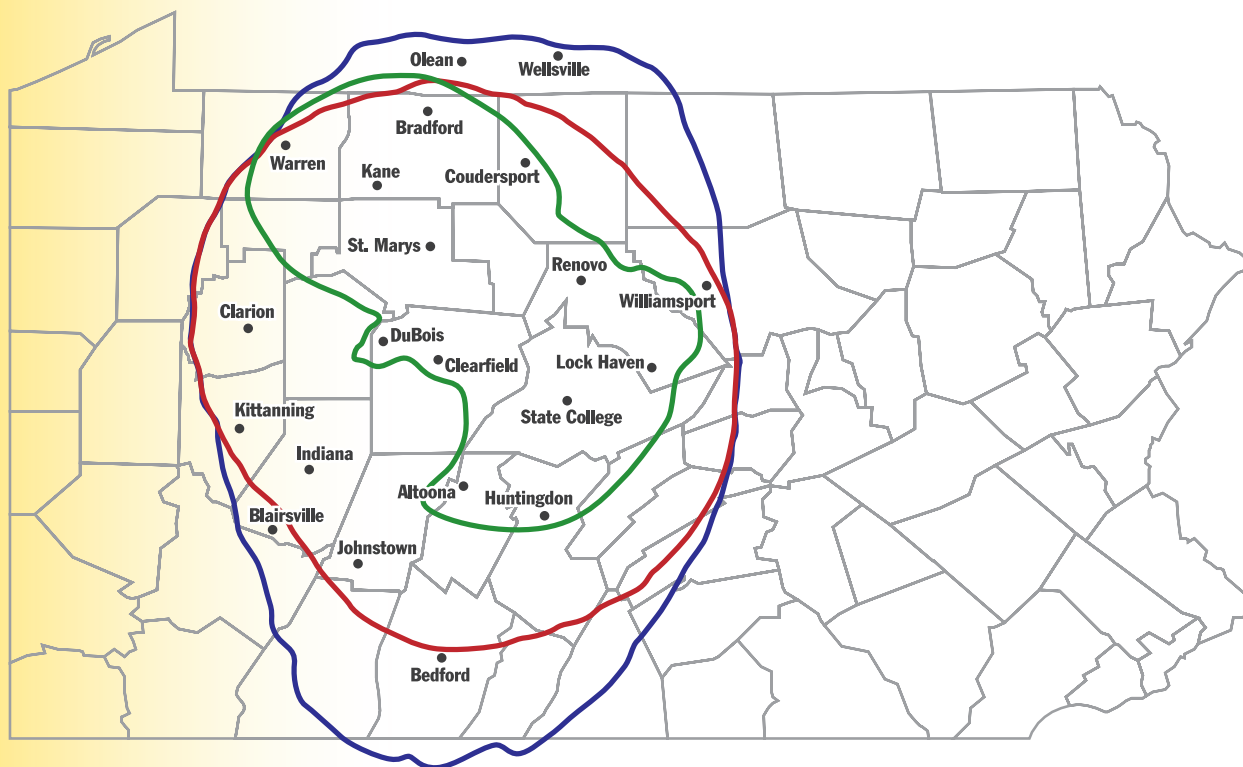 Olean
Wellsville
Bradford
Warren
Kane
Coudersport
St. Marys
Renovo
Williamsport
Clarion
DuBois
Clearfield
Lock Haven
State College
Kittanning
Indiana
Altoona
Huntingdon
Blairsville
Johnstown
Bedford